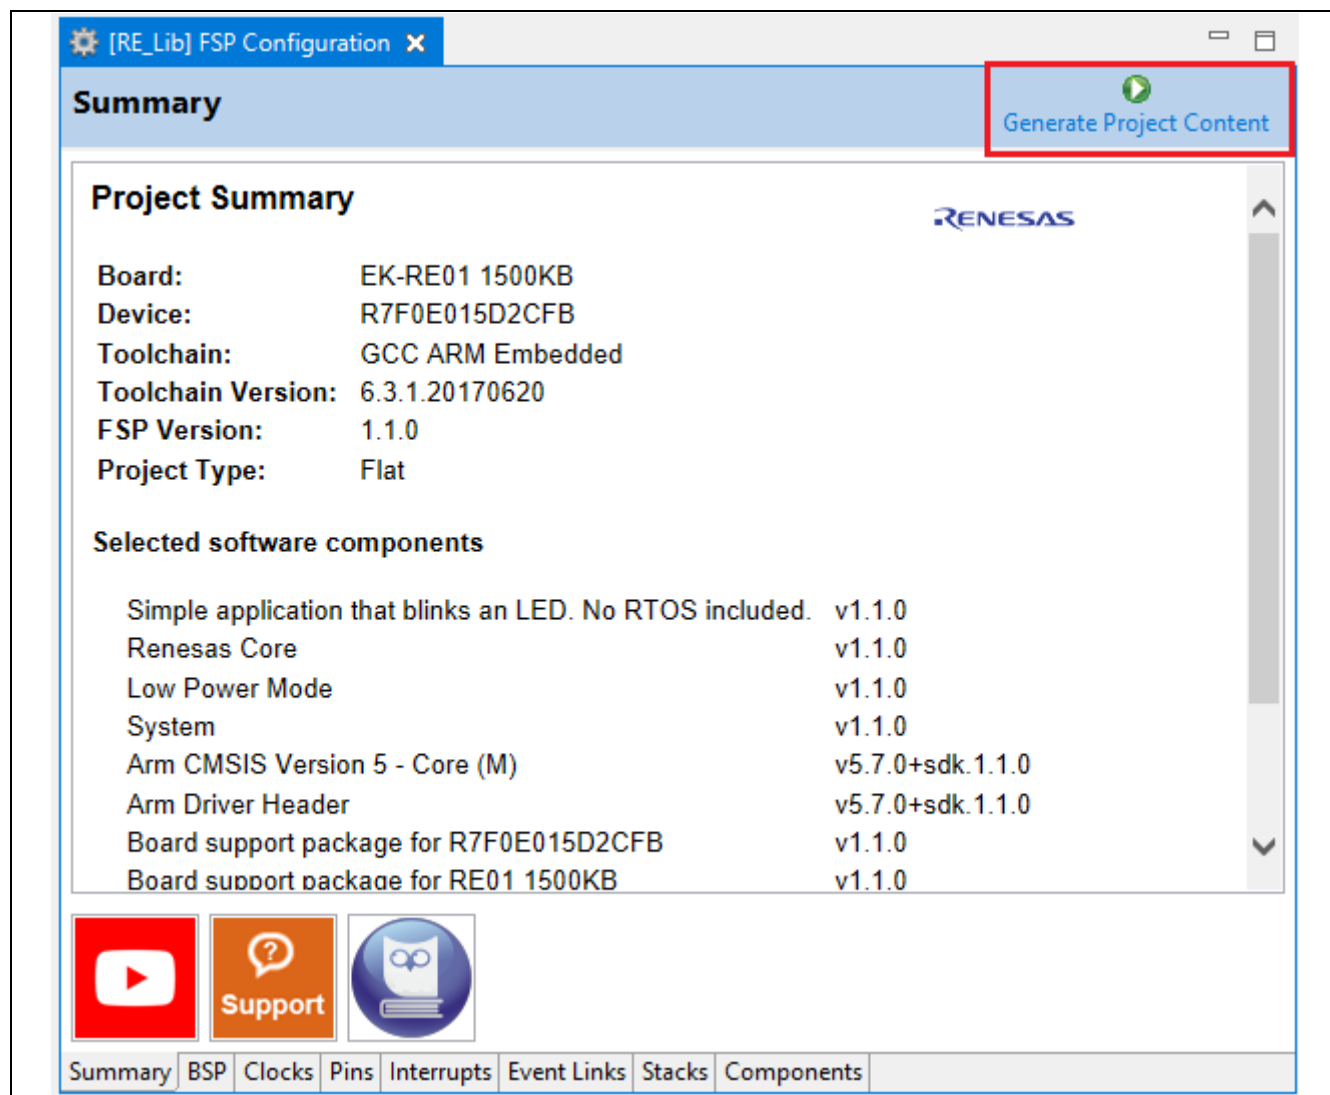 [RE_Lib] FSP Configuration
Summary
Generate Project Content
Project Summary
RENESAS
Board: EK-RE01 1500KB
Device: R7F0E015D2CFB
Toolchain: GCC ARM Embedded
Toolchain Version: 6.3.1.20170620
FSP Version: 1.1.0
Project Type: Flat
Selected software components
Simple application that blinks an LED. No RTOS included. v1.1.0
Renesas Core v1.1.0
Low Power Mode v1.1.0
System v1.1.0
Arm CMSIS Version 5 - Core (M) v5.7.0+sdk.1.1.0
Arm Driver Header v5.7.0+sdk.1.1.0
Board support package for R7F0E015D2CFB v1.1.0
Board support package for RE01 1500KB v1.1.0
Support
Summary BSP Clocks Pins Interrupts Event Links Stacks Components